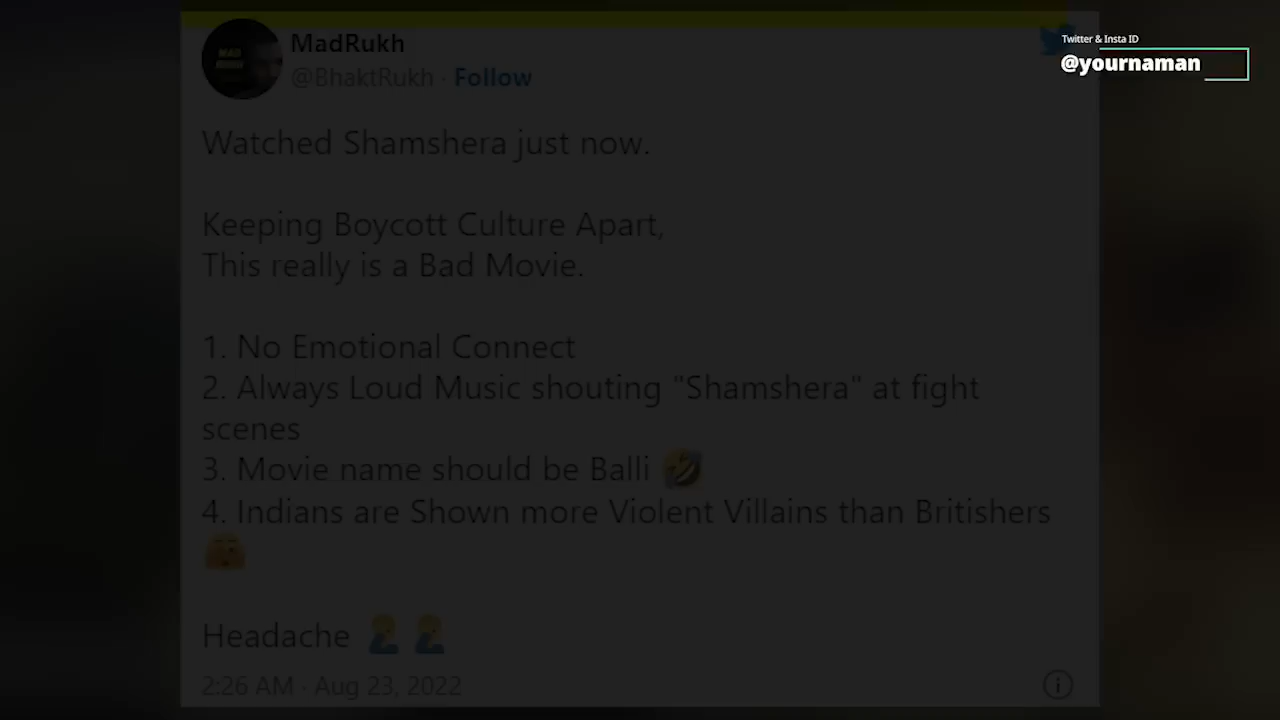 MadRukh
@BhaktRukh · Follow
Twitter & Insta ID
@yournaman
Watched Shamshera just now.
Keeping Boycott Culture Apart,
This really is a Bad Movie.
1. No Emotional Connect
2. Always Loud Music shouting "Shamshera" at fight
scenes
3. Movie name should be Balli 🤣
4. Indians are Shown more Violent Villains than Britishers
Headache
2:26 AM · Aug 23, 2022